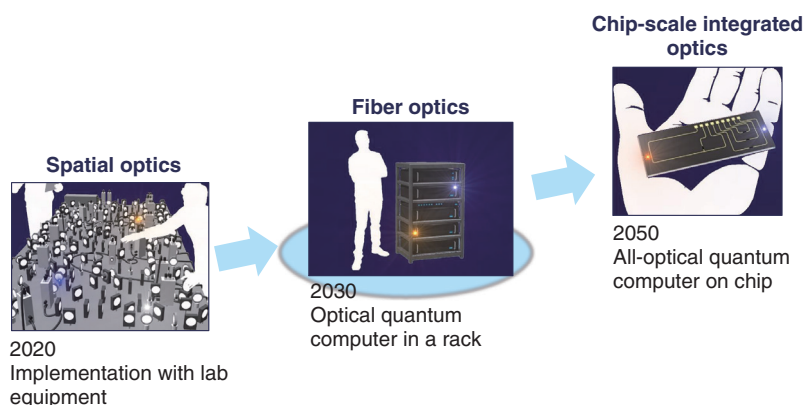 Spatial optics
2020
Implementation with lab
equipment
Fiber optics
2030
Optical quantum
computer in a rack
Chip-scale integrated
optics
2050
All-optical quantum
computer on chip